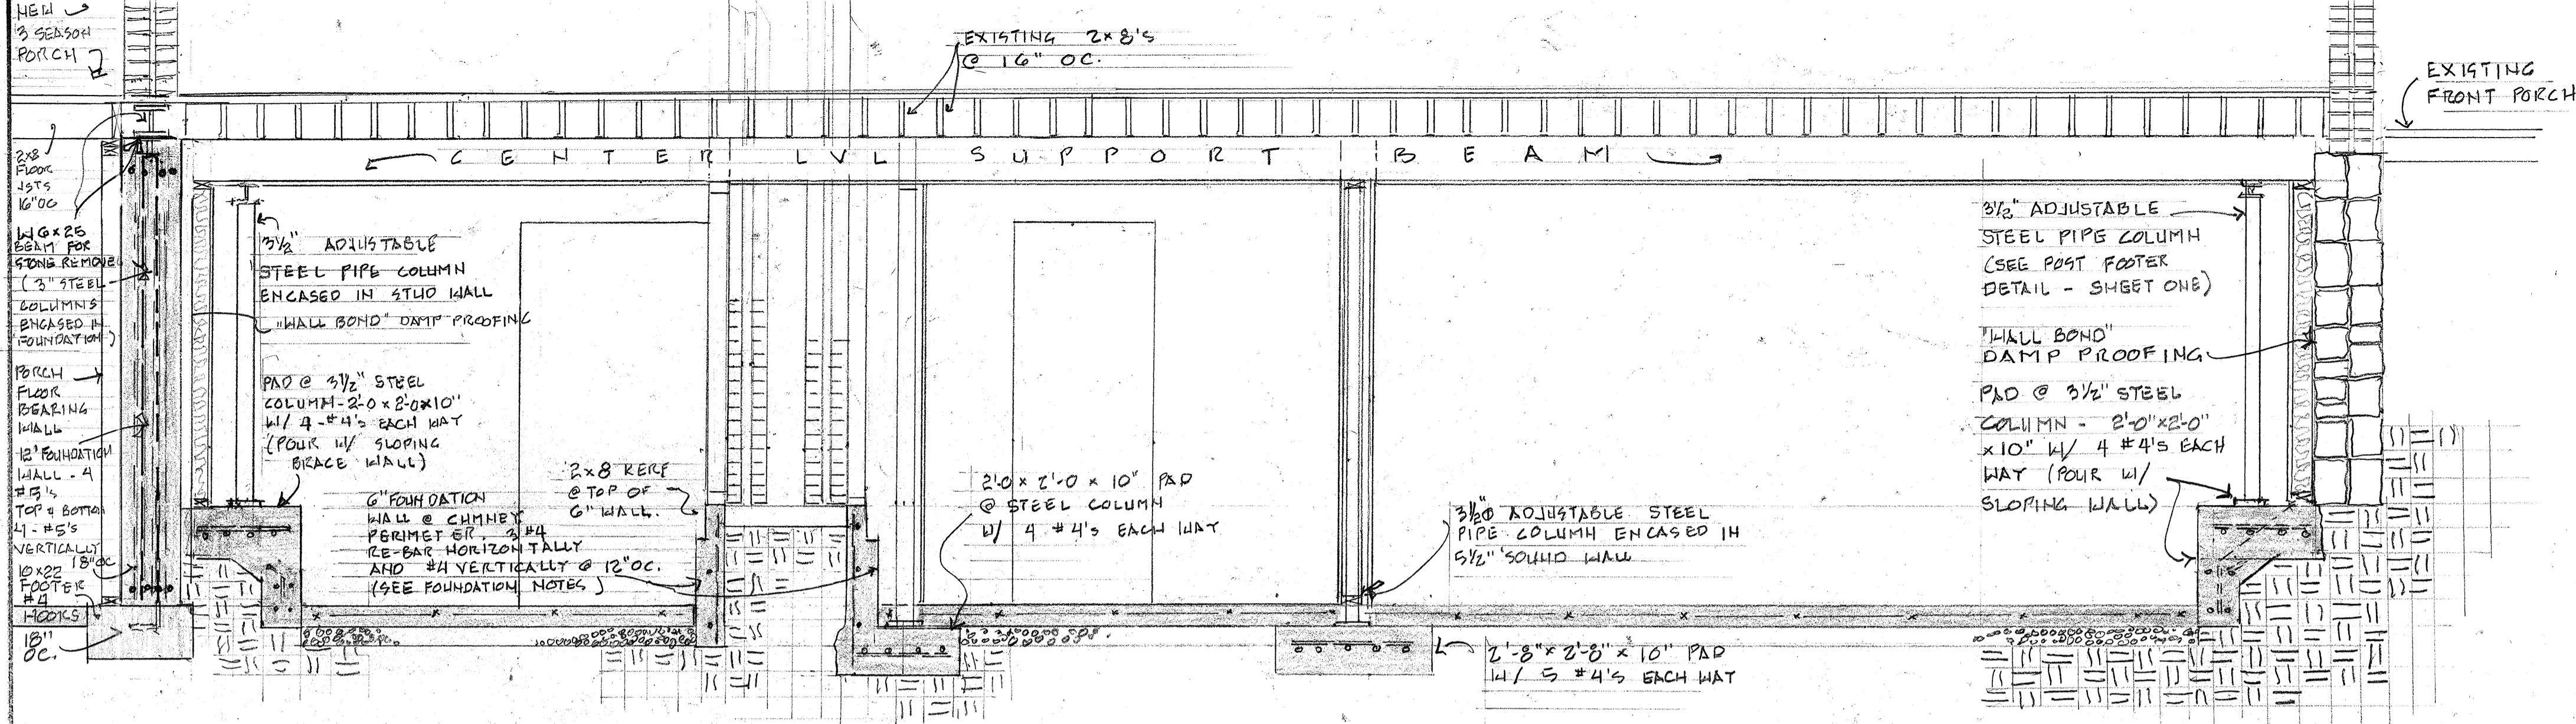 NEW
3 SEASON
PORCH
EXISTING 2x8'S
@ 16" OC.
EXISTING
FRONT PORCH
CENTER LVL SUPPORT BEAM
2x8
FLOOR
JSTS
16"OC
W6x25
BEAM FOR
STONE REMOVE
(3" STEEL
COLUMNS
ENCASED IN
FOUNDATION)
PORCH
FLOOR
BEARING
WALL
12" FOUNDATION
WALL - 4
#5's
TOP & BOTTOM
W - #5's
VERTICALLY
18"OC
10x22
FOOTER
#4
HOOKS
18"
OC.
3½" ADJUSTABLE
STEEL PIPE COLUMN
ENCASED IN STUD WALL
"WALL BOND" DAMP PROOFING
PAD @ 3½" STEEL
COLUMN - 2'-0 x 2'-0 x 10"
W/ 4 - #4's EACH WAY
(POUR W/ SLOPING
BRACE WALL)
6" FOUNDATION
WALL @ CHMNEY
PERIMETER. 3 #4
RE-BAR HORIZONTALLY
AND #4 VERTICALLY @ 12"OC.
(SEE FOUNDATION NOTES)
2x8 KERF
@ TOP OF
6" WALL.
2'-0 x 2'-0 x 10" PAD
@ STEEL COLUMN
W/ 4 #4's EACH WAY
3½Ø ADJUSTABLE STEEL
PIPE COLUMN ENCASED IN
5½" SOUND WALL
2'-8" x 2'-8" x 10" PAD
W/ 5 #4's EACH WAY
3½" ADJUSTABLE
STEEL PIPE COLUMN
(SEE POST FOOTER
DETAIL - SHEET ONE)
"WALL BOND"
DAMP PROOFING
PAD @ 3½" STEEL
COLUMN - 2'-0" x 2'-0"
x 10" W/ 4 #4's EACH
WAY (POUR W/
SLOPING WALL)